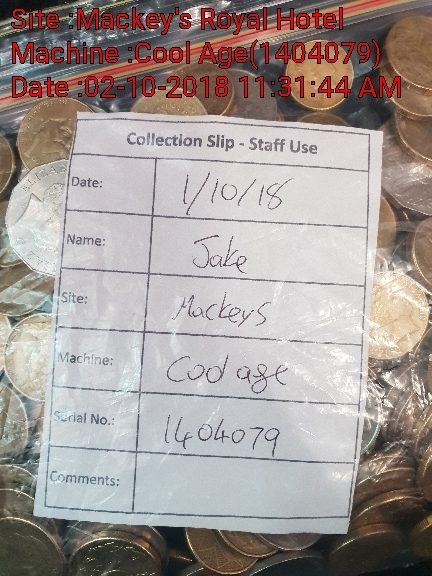 Site :Mackey's Royal Hotel
Machine :Cool Age(1404079)
Date :02-10-2018 11:31:44 AM
Collection Slip - Staff Use
Date: 1/10/18
Name: Jake
Site: Mackeys
Machine: Cool age
Serial No.: 1404079
Comments: